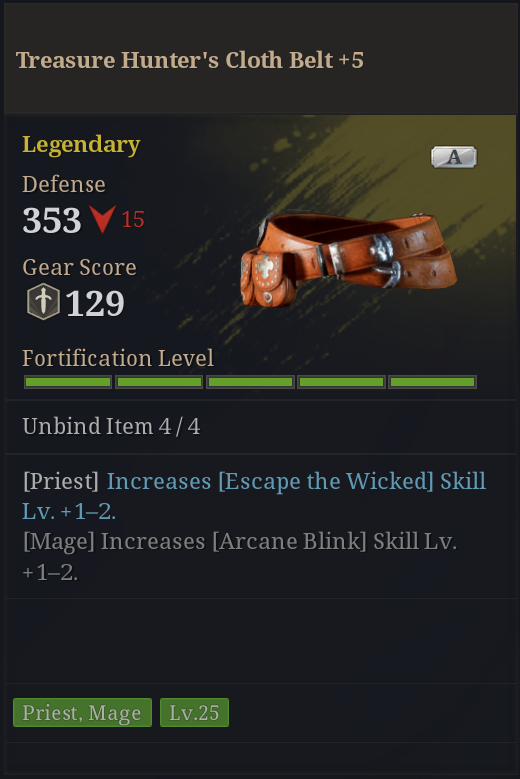 Treasure Hunter's Cloth Belt +5
Legendary
A
Defense
353 15
Gear Score
129
Fortification Level
Unbind Item 4 / 4
[Priest] Increases [Escape the Wicked] Skill
Lv. +1–2.
[Mage] Increases [Arcane Blink] Skill Lv.
+1–2.
Priest, Mage Lv.25